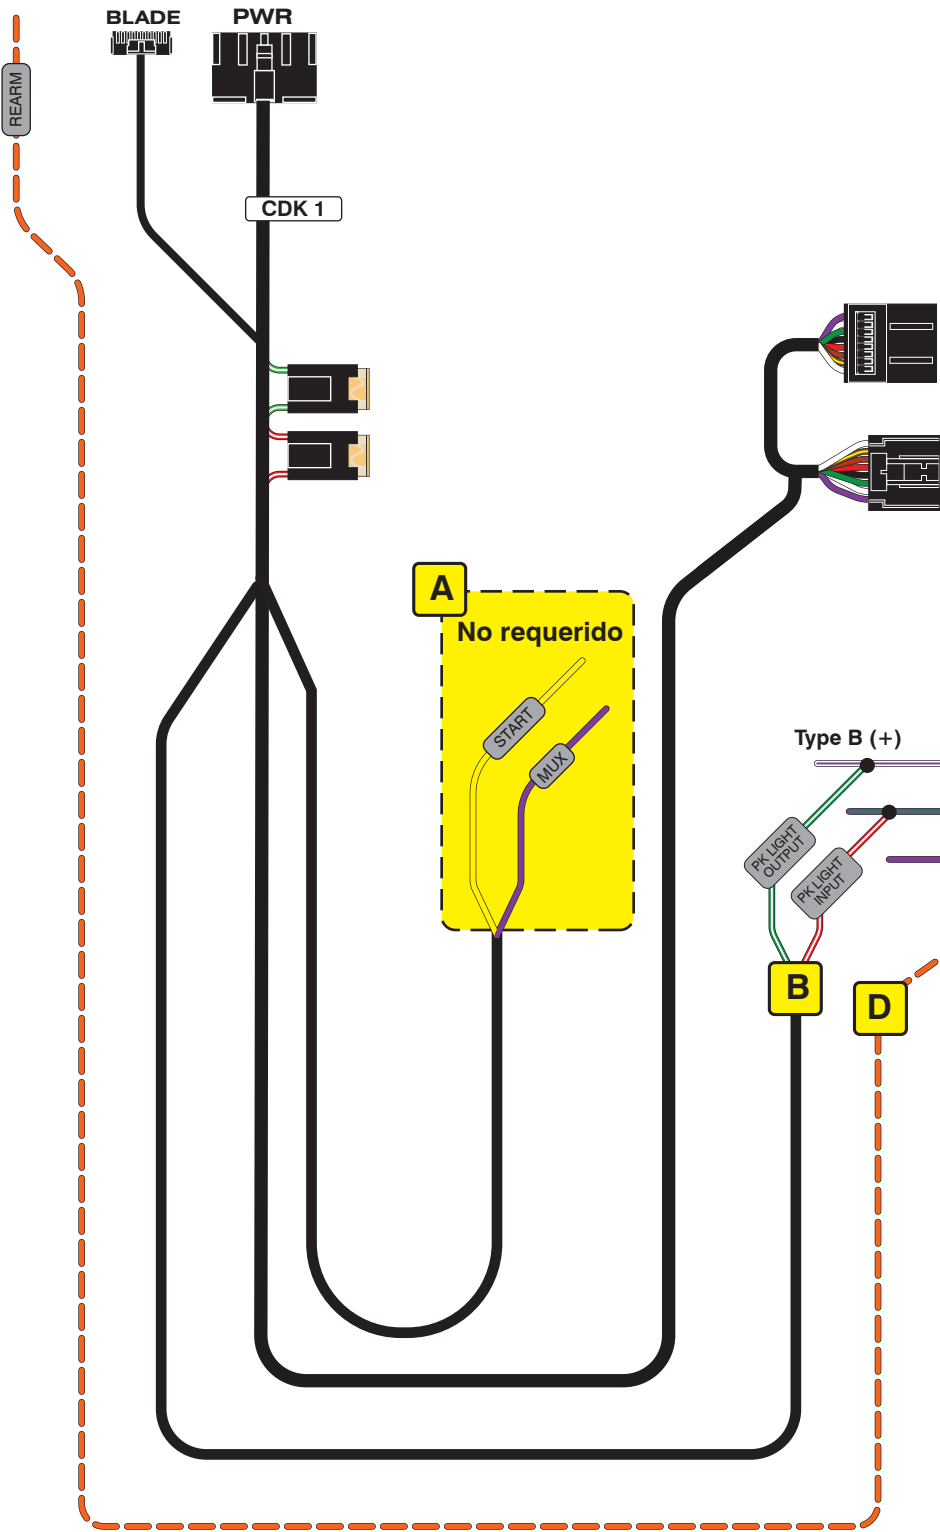 BLADE
PWR
REARM
CDK 1
A
No requerido
START
MUX
Type B (+)
PK LIGHT
OUTPUT
PK LIGHT
INPUT
B
D